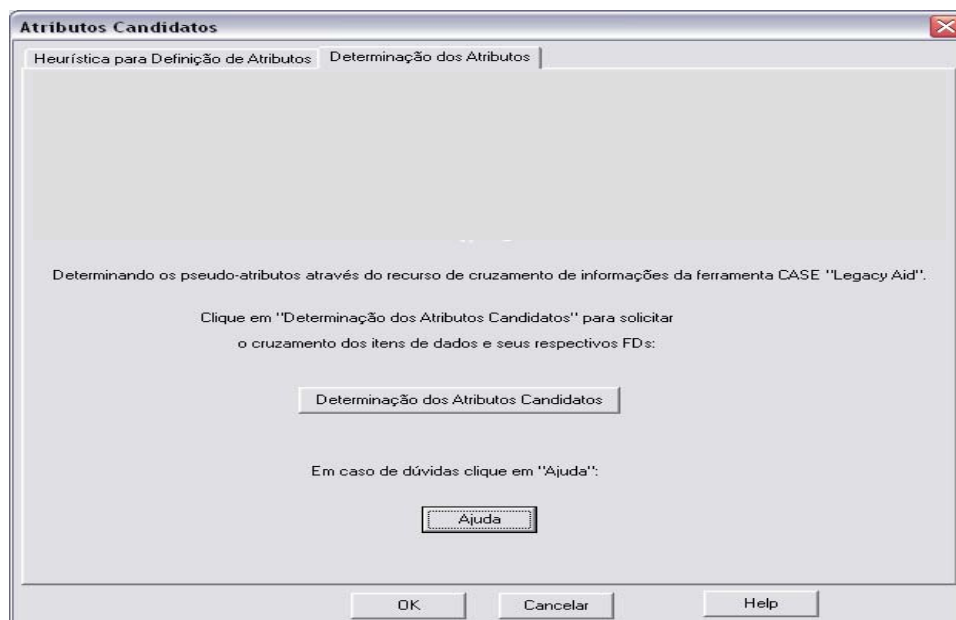 Atributos Candidatos
Heurística para Definição de Atributos
Determinação dos Atributos
Determinando os pseudo-atributos através do recurso de cruzamento de informações da ferramenta CASE "Legacy Aid".
Clique em "Determinação dos Atributos Candidatos" para solicitar
o cruzamento dos itens de dados e seus respectivos FDs:
Determinação dos Atributos Candidatos
Em caso de dúvidas clique em "Ajuda":
Ajuda
OK
Cancelar
Help